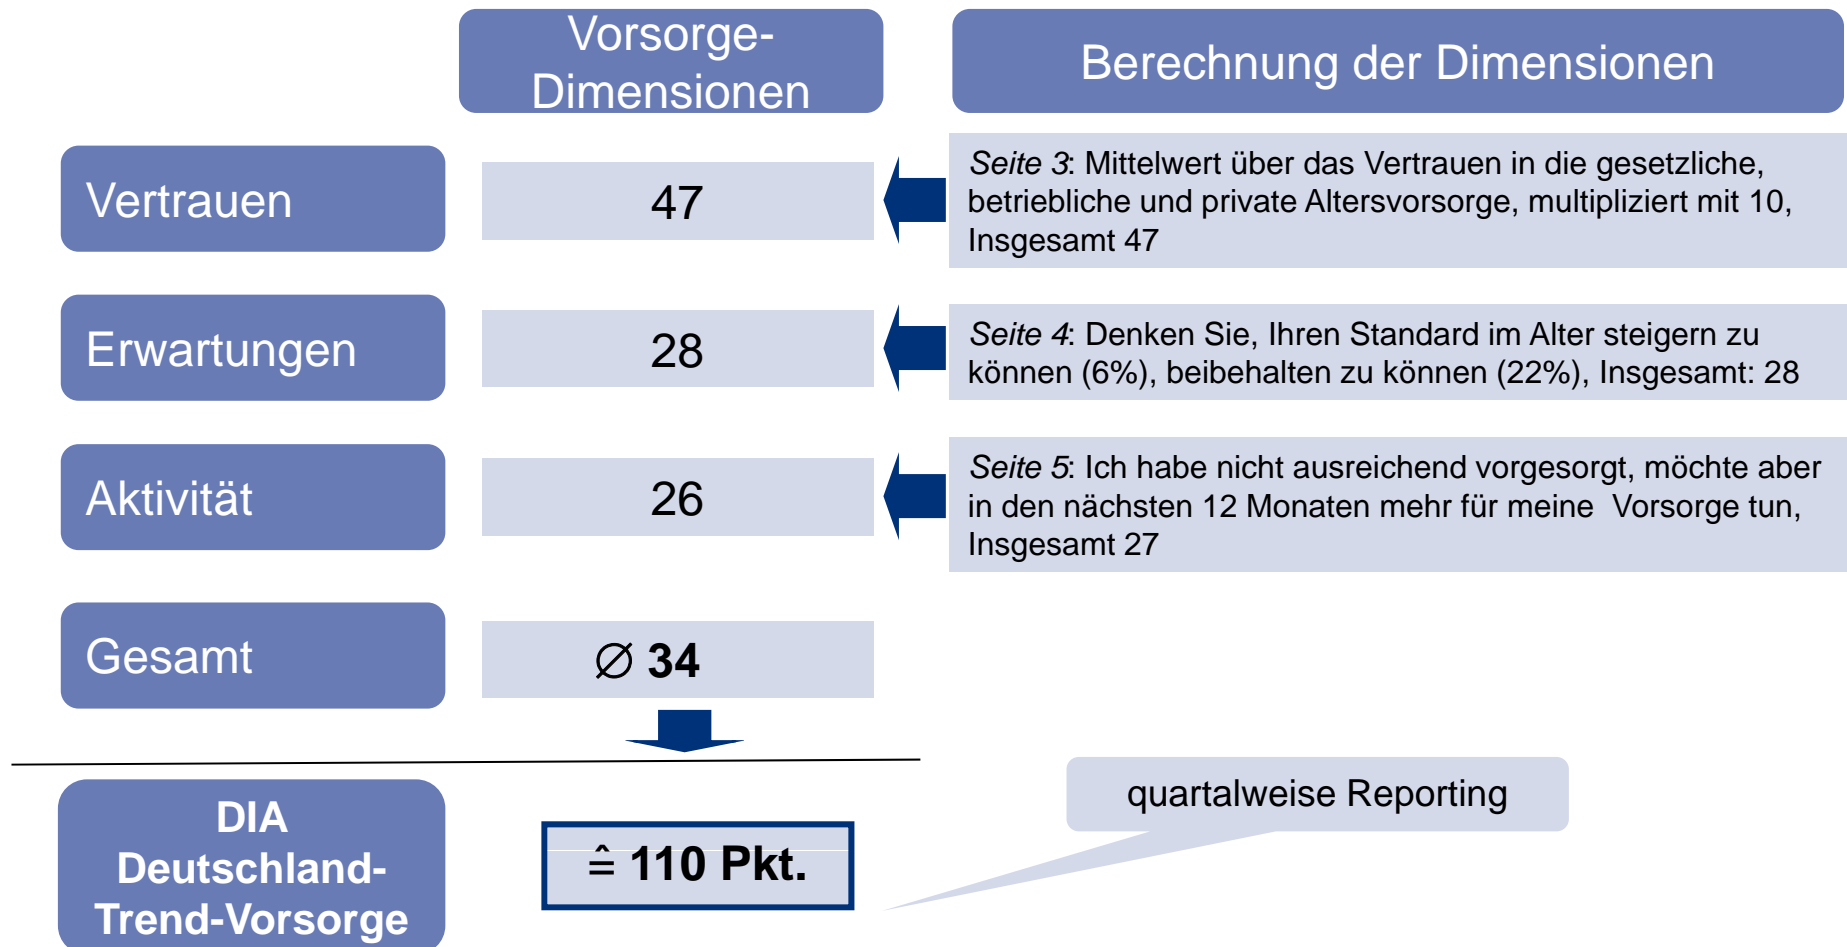 Vorsorge-
Dimensionen
Berechnung der Dimensionen
Vertrauen
47
Seite 3: Mittelwert über das Vertrauen in die gesetzliche,
betriebliche und private Altersvorsorge, multipliziert mit 10,
Insgesamt 47
Erwartungen
28
Seite 4: Denken Sie, Ihren Standard im Alter steigern zu
können (6%), beibehalten zu können (22%), Insgesamt: 28
Aktivität
26
Seite 5: Ich habe nicht ausreichend vorgesorgt, möchte aber
in den nächsten 12 Monaten mehr für meine  Vorsorge tun,
Insgesamt 27
Gesamt
∅ 34
DIA
Deutschland-
Trend-Vorsorge
≙ 110 Pkt.
quartalweise Reporting